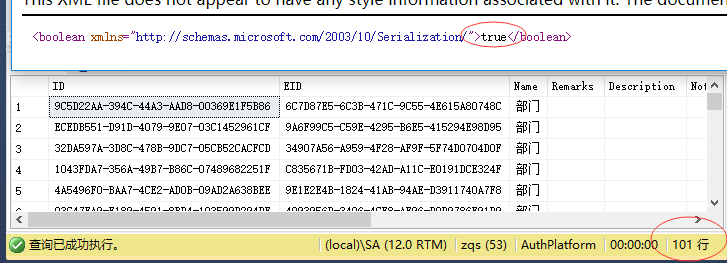 This XML file does not appear to have any style information associated with it. The documen
<boolean xmlns="http://schemas.microsoft.com/2003/10/Serialization/">true</boolean>
ID EID Name Remarks Description Not
1 9C5D22AA-394C-44A3-AAD8-00369E1F5B86 6C7D87E5-6C3B-471C-9C55-4E615A80748C 部门
2 ECEDB551-D91D-4079-9E07-03C1452961CF 9A6F99C5-C59E-4295-B6E5-415294E98D95 部门
3 32DA597A-3D8C-478B-9DC7-05CB52CACFCD 34907A56-A959-4F28-AF9F-5F74D0704D0F 部门
4 1043FDA7-356A-49B7-B86C-07489682251F C835671B-FD03-42AD-A11C-E0191DCE324F 部门
5 4A5496F0-BAA7-4CE2-AD0B-09AD2A638BEE 9E1E2E4B-1824-41AB-94AE-D3911740A7F8 部门
查询已成功执行。 (local)\SA (12.0 RTM) zqs (53) AuthPlatform 00:00:00 101 行